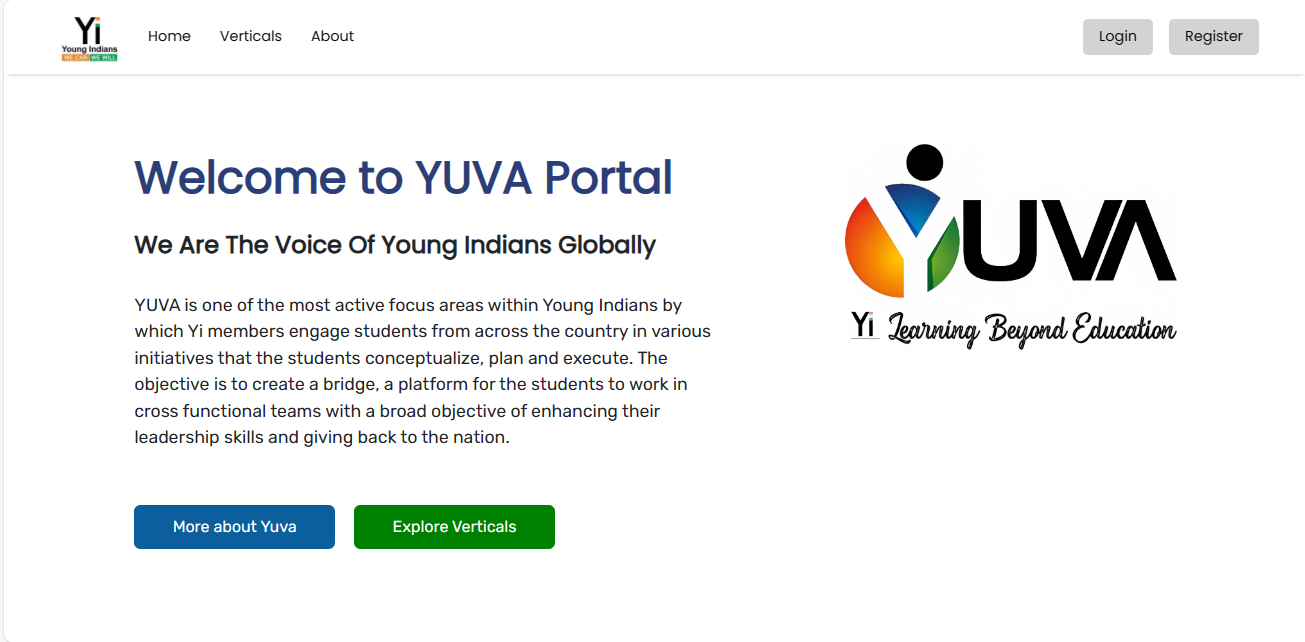 Yi
Young Indians
WE CAN WE WILL
Home
Verticals
About
Login
Register
Welcome to YUVA Portal
We Are The Voice Of Young Indians Globally
YUVA is one of the most active focus areas within Young Indians by
which Yi members engage students from across the country in various
initiatives that the students conceptualize, plan and execute. The
objective is to create a bridge, a platform for the students to work in
cross functional teams with a broad objective of enhancing their
leadership skills and giving back to the nation.
More about Yuva
Explore Verticals
YUVA
Yi Learning Beyond Education